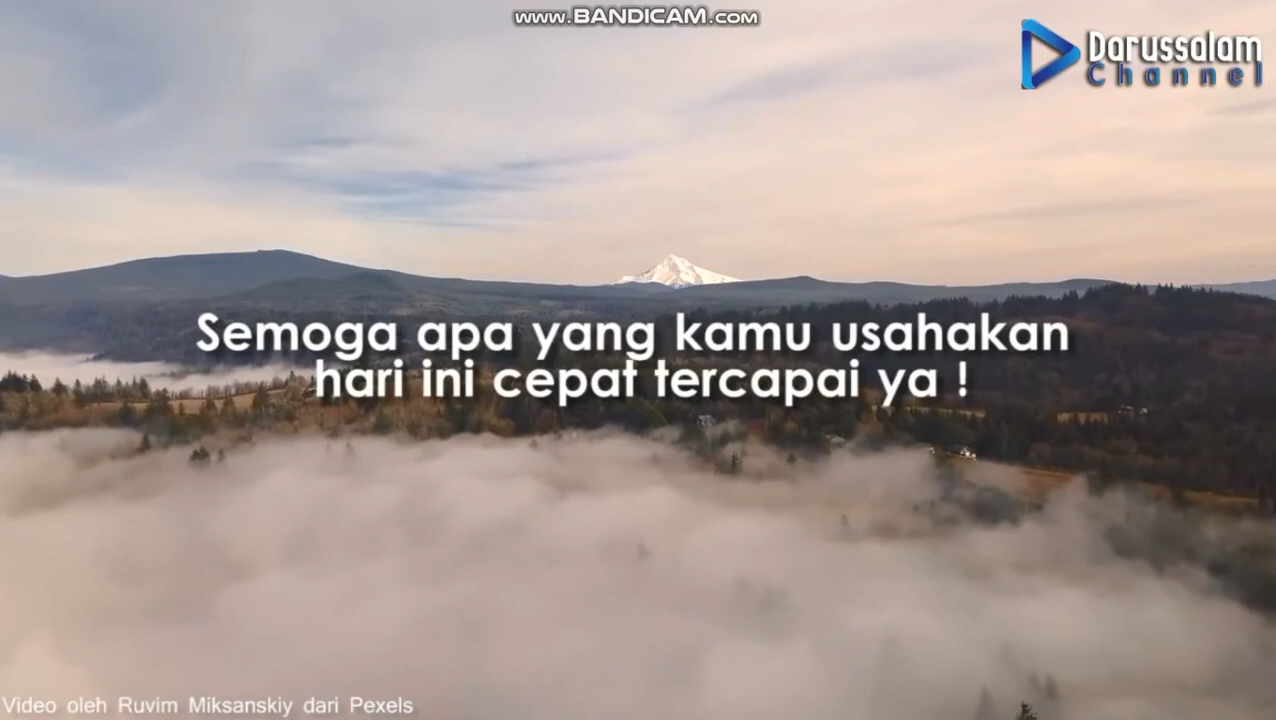 www.BANDICAM.com
Darussalam
Channel
Semoga apa yang kamu usahakan
hari ini cepat tercapai ya !
Video oleh Ruvim Miksanskiy dari Pexels